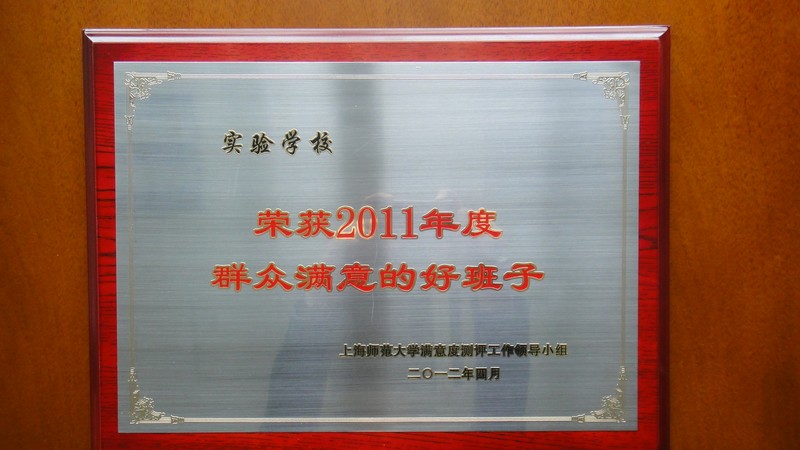 实验学校
荣获2011年度
群众满意的好班子
上海师范大学满意度测评工作领导小组
二〇一二年四月